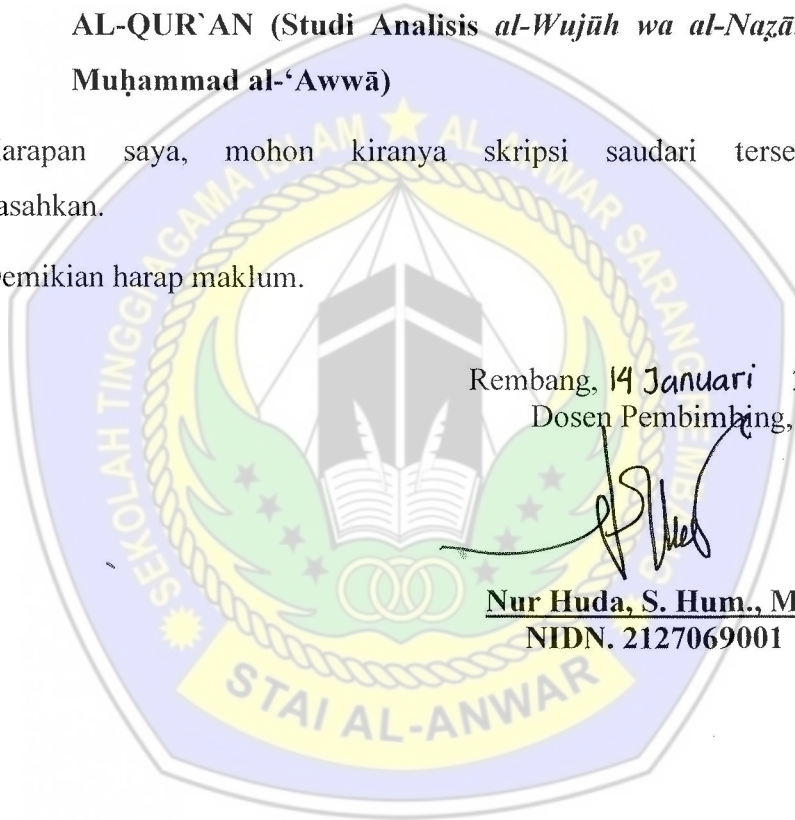 AL-QUR`AN (Studi Analisis al-Wujūh wa al-Naẓā
Muḥammad al-‘Awwā)
arapan saya, mohon kiranya skripsi saudari terse
asahkan.
emikian harap maklum.
Rembang, 14 Januari
Dosen Pembimbing,
Nur Huda, S. Hum., M
NIDN. 2127069001
SEKOLAH TINGGI AGAMA ISLAM AL-ANWAR SARANG REMBANG
STAI AL-ANWAR